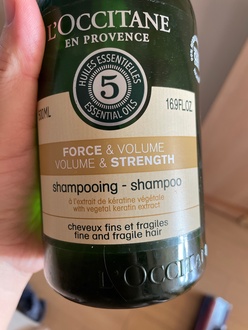 L'OCCITANE
EN PROVENCE
HUILES ESSENTIELLES
5
ESSENTIAL OILS
500ML
16.9FL.OZ
FORCE & VOLUME
VOLUME & STRENGTH
shampooing - shampoo
à l'extrait de kératine végétale
with vegetal keratin extract
cheveux fins et fragiles
fine and fragile hair
L'OCCITANE